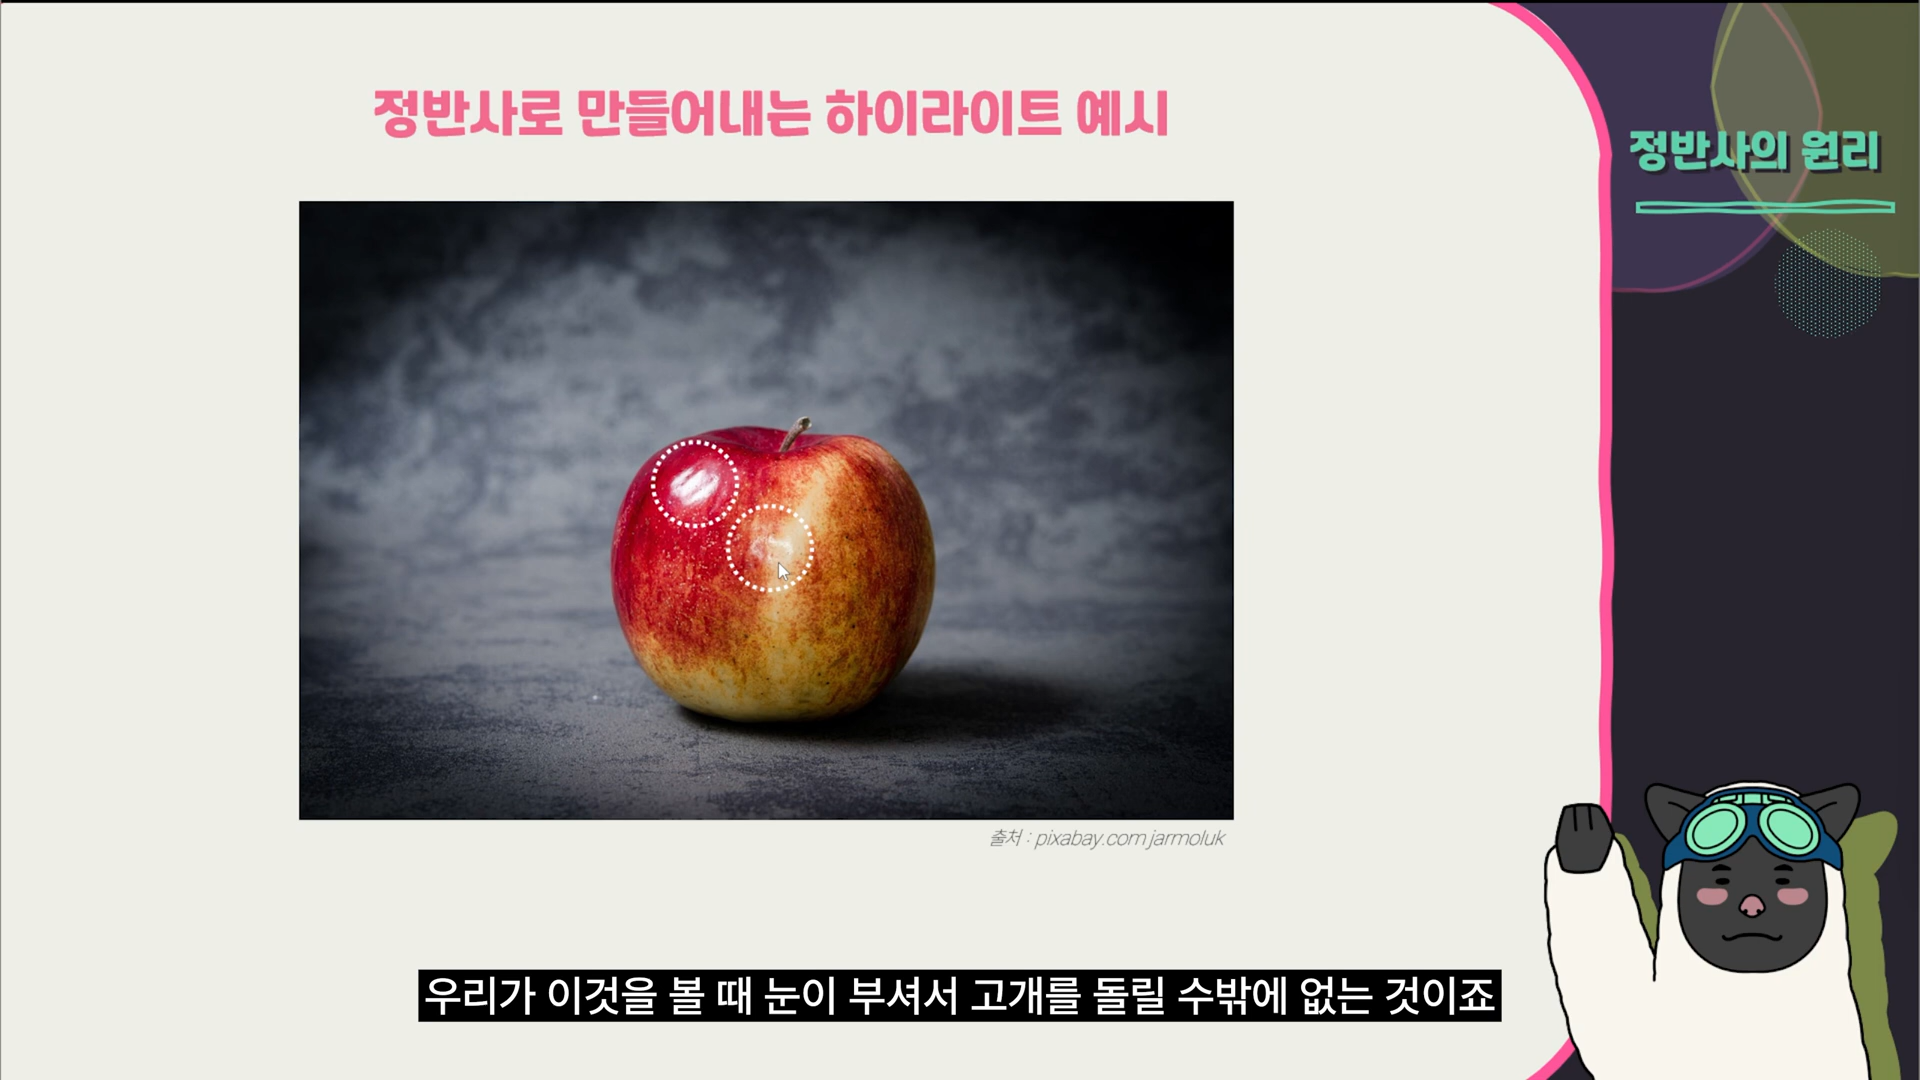 정반사로 만들어내는 하이라이트 예시
정반사의 원리
출처 : pixabay.com jarmoluk
우리가 이것을 볼 때 눈이 부셔서 고개를 돌릴 수밖에 없는 것이죠